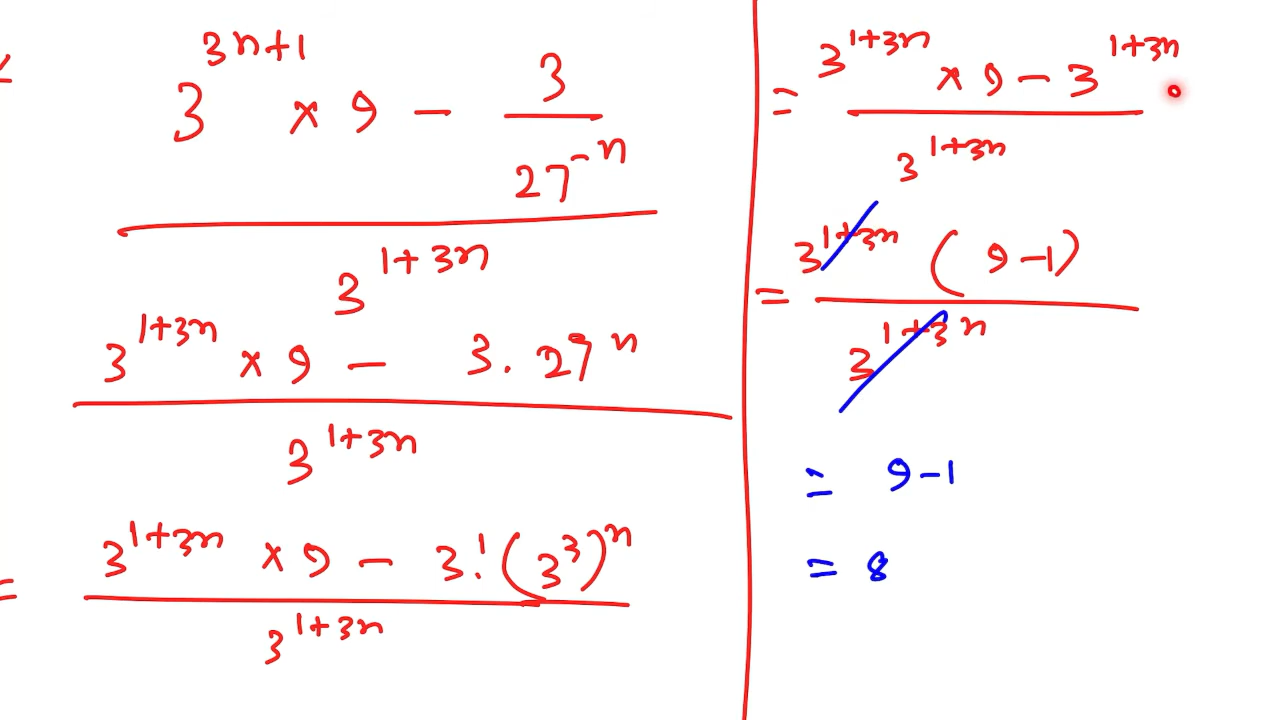 3^(3n+1) × 9 − 3/27^(−n)
3^(1+3n)
3^(1+3n) × 9 − 3.27^n
3^(1+3n)
= 3^(1+3n) × 9 − 3^1.(3^3)^n
3^(1+3n)
= 3^(1+3n) × 9 − 3^(1+3n)
3^(1+3n)
= 3^(1+3n) (9−1)
3^(1+3n)
= 9−1
= 8